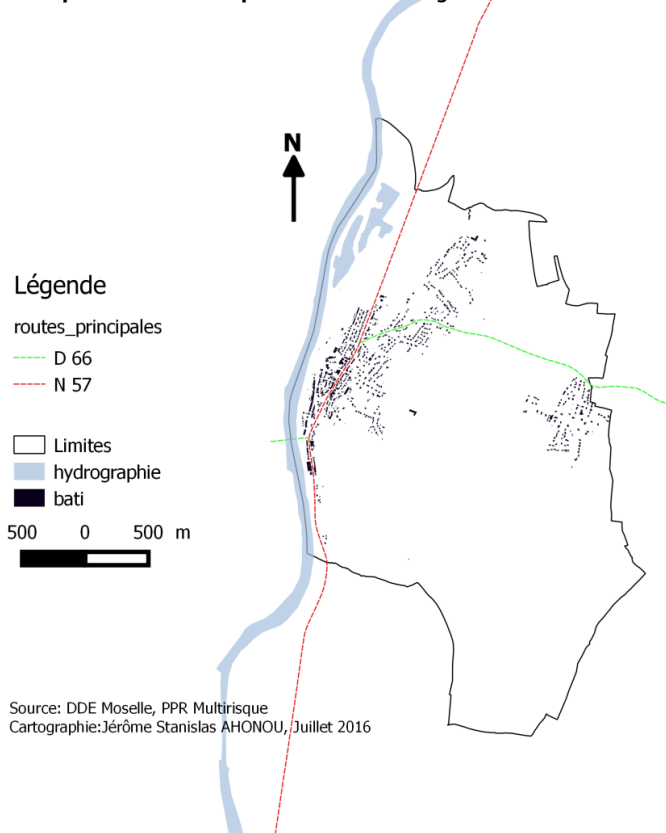 N
Légende
routes_principales
D 66
N 57
Limites
hydrographie
bati
500 0 500 m
Source: DDE Moselle, PPR Multirisque
Cartographie:Jérôme Stanislas AHONOU, Juillet 2016